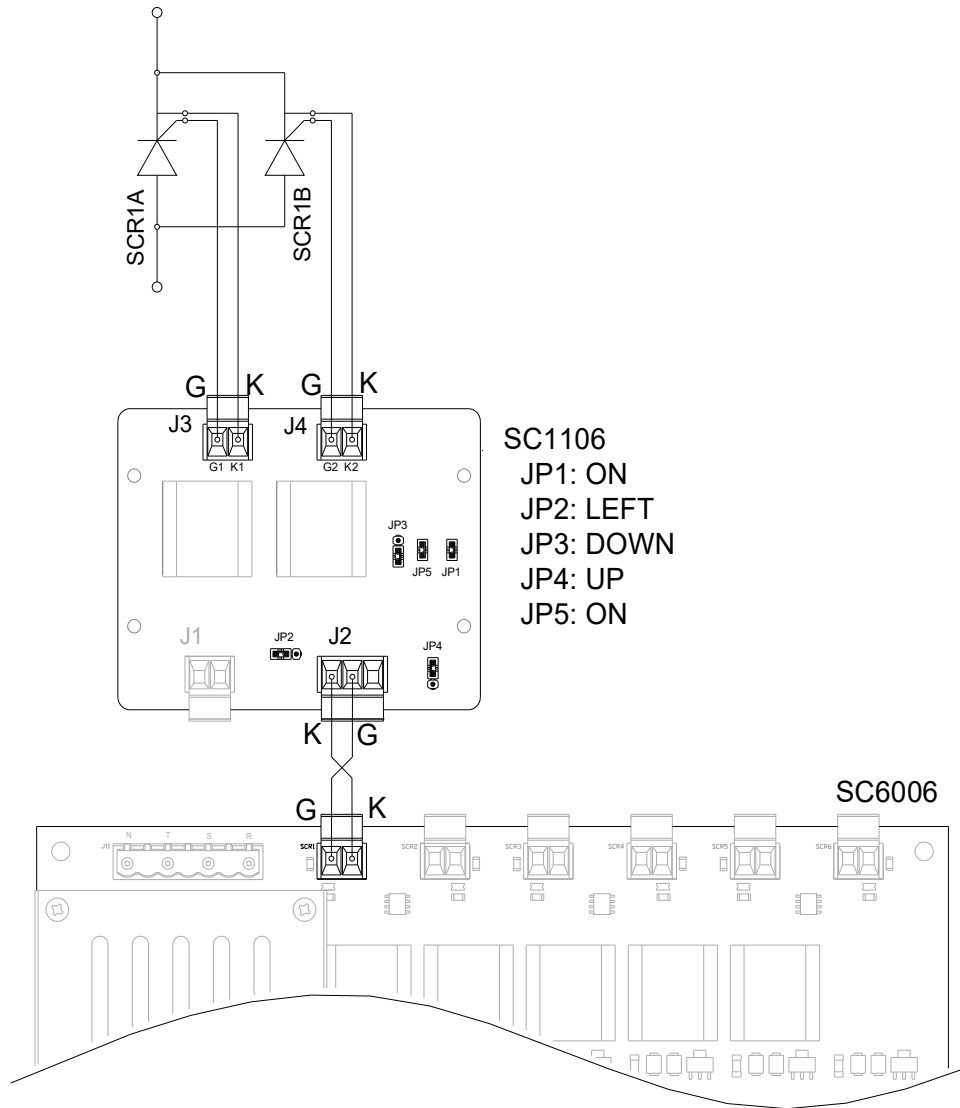 SCR1A
SCR1B
G K G K
J3 J4
G1 K1 G2 K2
SC1106
JP1: ON
JP2: LEFT
JP3: DOWN
JP4: UP
JP5: ON
JP3
JP5 JP1
J1 JP2 J2 JP4
K G
G K
SC6006
J11 N T S R
SCR1 SCR2 SCR3 SCR4 SCR5 SCR6